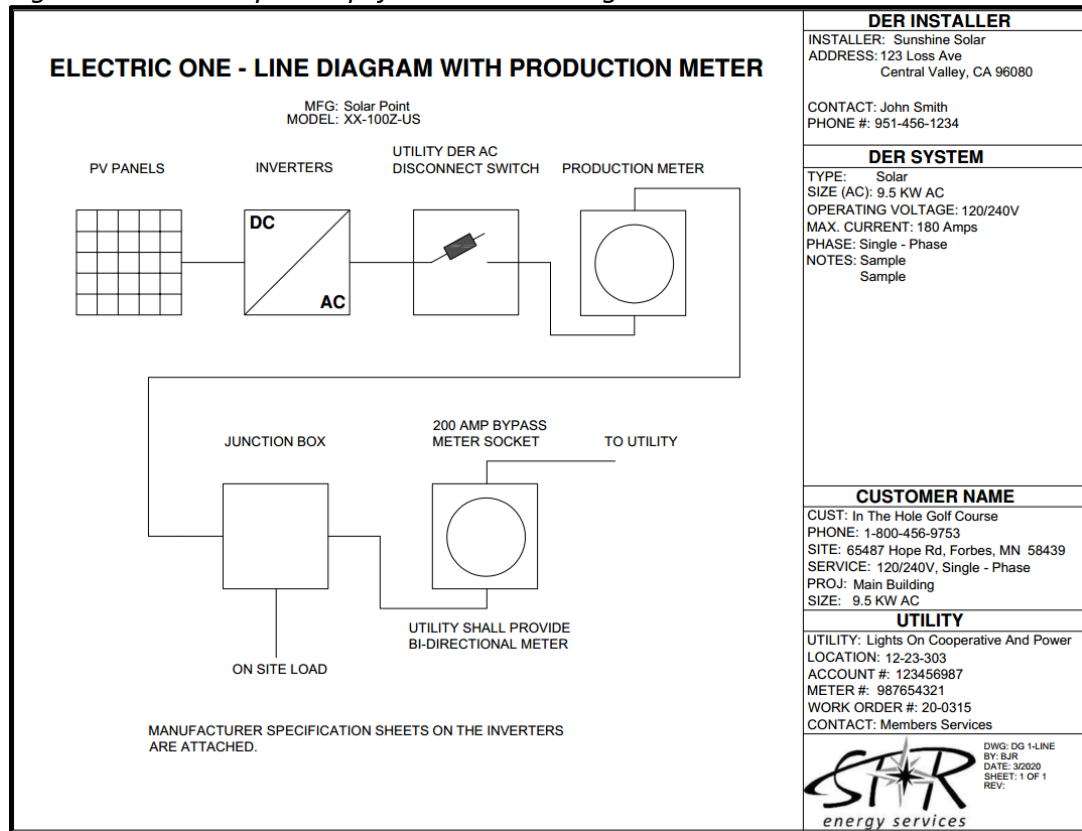 ELECTRIC ONE - LINE DIAGRAM WITH PRODUCTION METER
MFG: Solar Point
MODEL: XX-100Z-US
PV PANELS
INVERTERS
UTILITY DER AC
DISCONNECT SWITCH
PRODUCTION METER
DC
AC
JUNCTION BOX
200 AMP BYPASS
METER SOCKET
TO UTILITY
UTILITY SHALL PROVIDE
BI-DIRECTIONAL METER
ON SITE LOAD
MANUFACTURER SPECIFICATION SHEETS ON THE INVERTERS
ARE ATTACHED.
DER INSTALLER
INSTALLER: Sunshine Solar
ADDRESS: 123 Loss Ave
Central Valley, CA 96080
CONTACT: John Smith
PHONE #: 951-456-1234
DER SYSTEM
TYPE: Solar
SIZE (AC): 9.5 KW AC
OPERATING VOLTAGE: 120/240V
MAX. CURRENT: 180 Amps
PHASE: Single - Phase
NOTES: Sample
Sample
CUSTOMER NAME
CUST: In The Hole Golf Course
PHONE: 1-800-456-9753
SITE: 65487 Hope Rd, Forbes, MN 58439
SERVICE: 120/240V, Single - Phase
PROJ: Main Building
SIZE: 9.5 KW AC
UTILITY
UTILITY: Lights On Cooperative And Power
LOCATION: 12-23-303
ACCOUNT #: 123456987
METER #: 987654321
WORK ORDER #: 20-0315
CONTACT: Members Services
STAR
energy services
DWG: DG 1-LINE
BY: BJR
DATE: 3/2020
SHEET: 1 OF 1
REV: